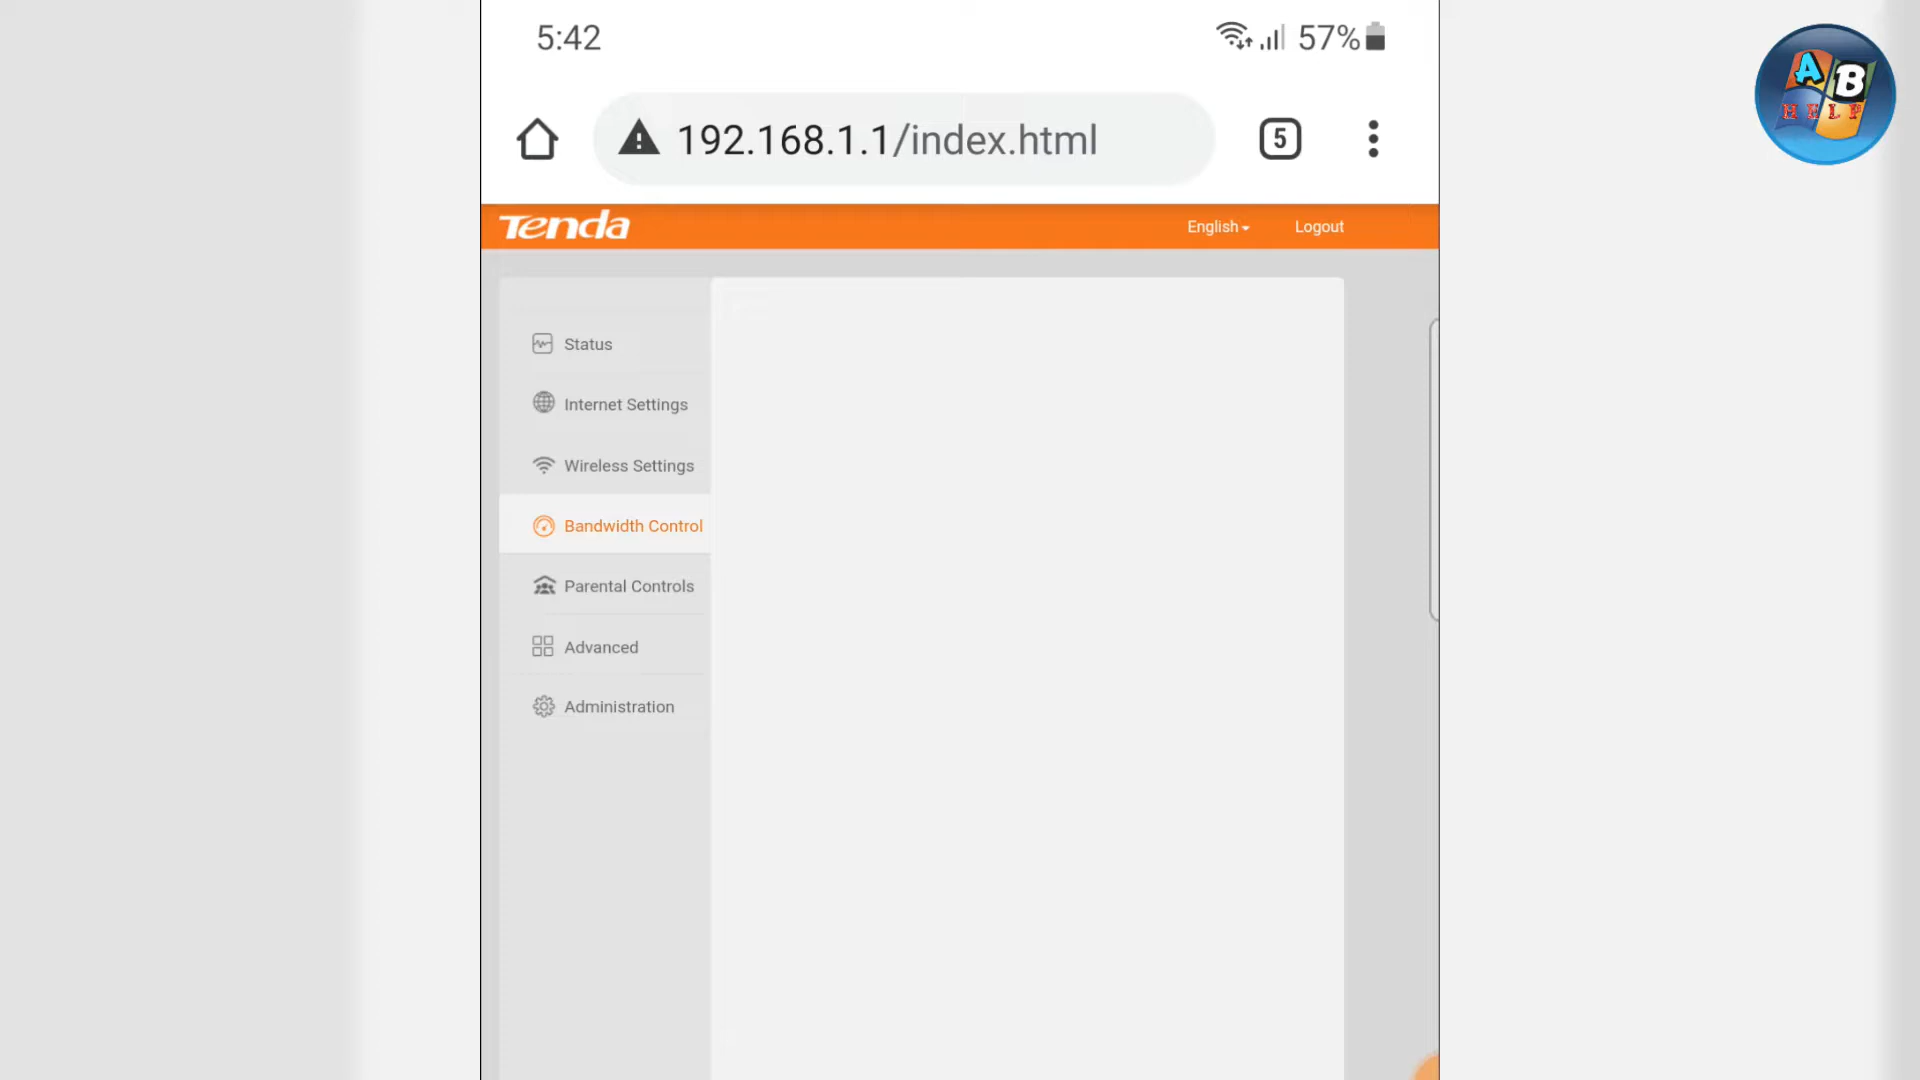 5:42
57%
192.168.1.1/index.html
5
Tenda
English
Logout
Status
Internet Settings
Wireless Settings
Bandwidth Control
Parental Controls
Advanced
Administration
A B
HELP